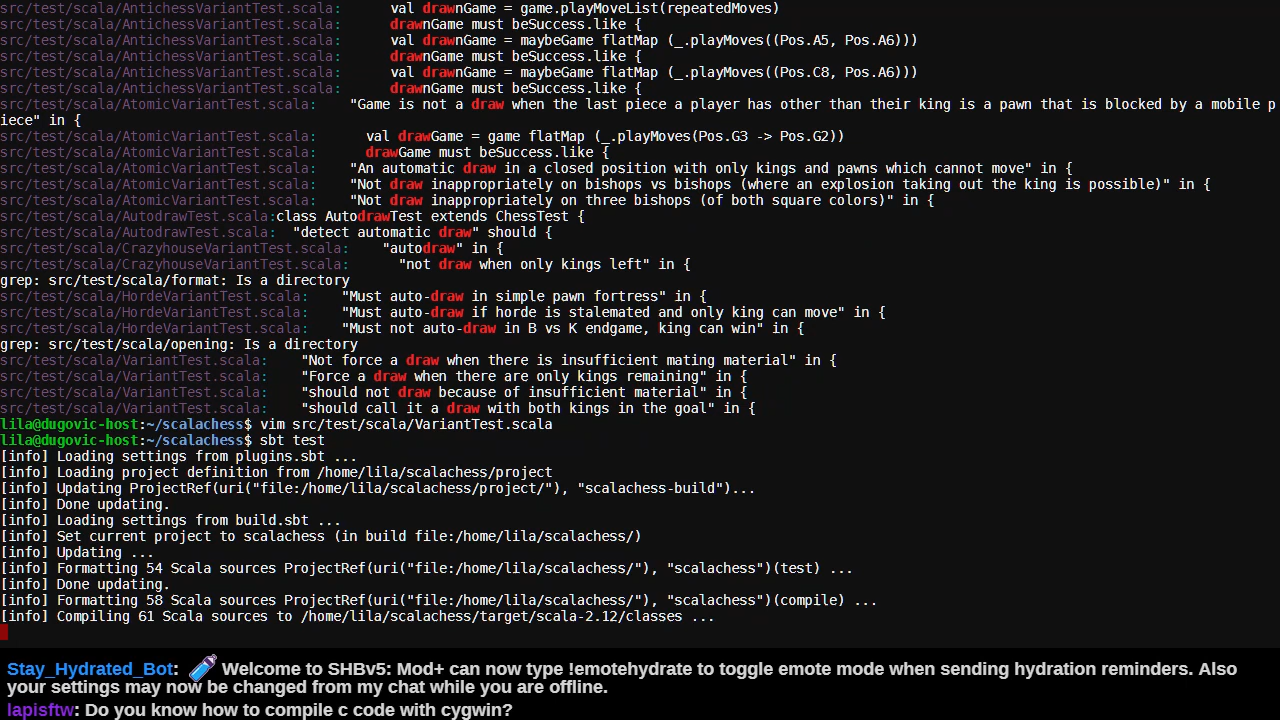 src/test/scala/AntichessVariantTest.scala:      val drawnGame = game.playMoveList(repeatedMoves)
src/test/scala/AntichessVariantTest.scala:      drawnGame must beSuccess.like {
src/test/scala/AntichessVariantTest.scala:      val drawnGame = maybeGame flatMap (_.playMoves((Pos.A5, Pos.A6)))
src/test/scala/AntichessVariantTest.scala:      drawnGame must beSuccess.like {
src/test/scala/AntichessVariantTest.scala:      val drawnGame = maybeGame flatMap (_.playMoves((Pos.C8, Pos.A6)))
src/test/scala/AntichessVariantTest.scala:      drawnGame must beSuccess.like {
src/test/scala/AtomicVariantTest.scala:    "Game is not a draw when the last piece a player has other than their king is a pawn that is blocked by a mobile p
iece" in {
src/test/scala/AtomicVariantTest.scala:      val drawGame = game flatMap (_.playMoves(Pos.G3 -> Pos.G2))
src/test/scala/AtomicVariantTest.scala:      drawGame must beSuccess.like {
src/test/scala/AtomicVariantTest.scala:    "An automatic draw in a closed position with only kings and pawns which cannot move" in {
src/test/scala/AtomicVariantTest.scala:    "Not draw inappropriately on bishops vs bishops (where an explosion taking out the king is possible)" in {
src/test/scala/AtomicVariantTest.scala:    "Not draw inappropriately on three bishops (of both square colors)" in {
src/test/scala/AutodrawTest.scala:class AutodrawTest extends ChessTest {
src/test/scala/AutodrawTest.scala:  "detect automatic draw" should {
src/test/scala/CrazyhouseVariantTest.scala:    "autodraw" in {
src/test/scala/CrazyhouseVariantTest.scala:      "not draw when only kings left" in {
grep: src/test/scala/format: Is a directory
src/test/scala/HordeVariantTest.scala:    "Must auto-draw in simple pawn fortress" in {
src/test/scala/HordeVariantTest.scala:    "Must auto-draw if horde is stalemated and only king can move" in {
src/test/scala/HordeVariantTest.scala:    "Must not auto-draw in B vs K endgame, king can win" in {
grep: src/test/scala/opening: Is a directory
src/test/scala/VariantTest.scala:    "Not force a draw when there is insufficient mating material" in {
src/test/scala/VariantTest.scala:    "Force a draw when there are only kings remaining" in {
src/test/scala/VariantTest.scala:    "should not draw because of insufficient material" in {
src/test/scala/VariantTest.scala:    "should call it a draw with both kings in the goal" in {
lila@dugovic-host:~/scalachess$ vim src/test/scala/VariantTest.scala
lila@dugovic-host:~/scalachess$ sbt test
[info] Loading settings from plugins.sbt ...
[info] Loading project definition from /home/lila/scalachess/project
[info] Updating ProjectRef(uri("file:/home/lila/scalachess/project/"), "scalachess-build")...
[info] Done updating.
[info] Loading settings from build.sbt ...
[info] Set current project to scalachess (in build file:/home/lila/scalachess/)
[info] Updating ...
[info] Formatting 54 Scala sources ProjectRef(uri("file:/home/lila/scalachess/"), "scalachess")(test) ...
[info] Done updating.
[info] Formatting 58 Scala sources ProjectRef(uri("file:/home/lila/scalachess/"), "scalachess")(compile) ...
[info] Compiling 61 Scala sources to /home/lila/scalachess/target/scala-2.12/classes ...
Stay_Hydrated_Bot: Welcome to SHBv5: Mod+ can now type !emotehydrate to toggle emote mode when sending hydration reminders. Also
your settings may now be changed from my chat while you are offline.
lapisftw: Do you know how to compile c code with cygwin?